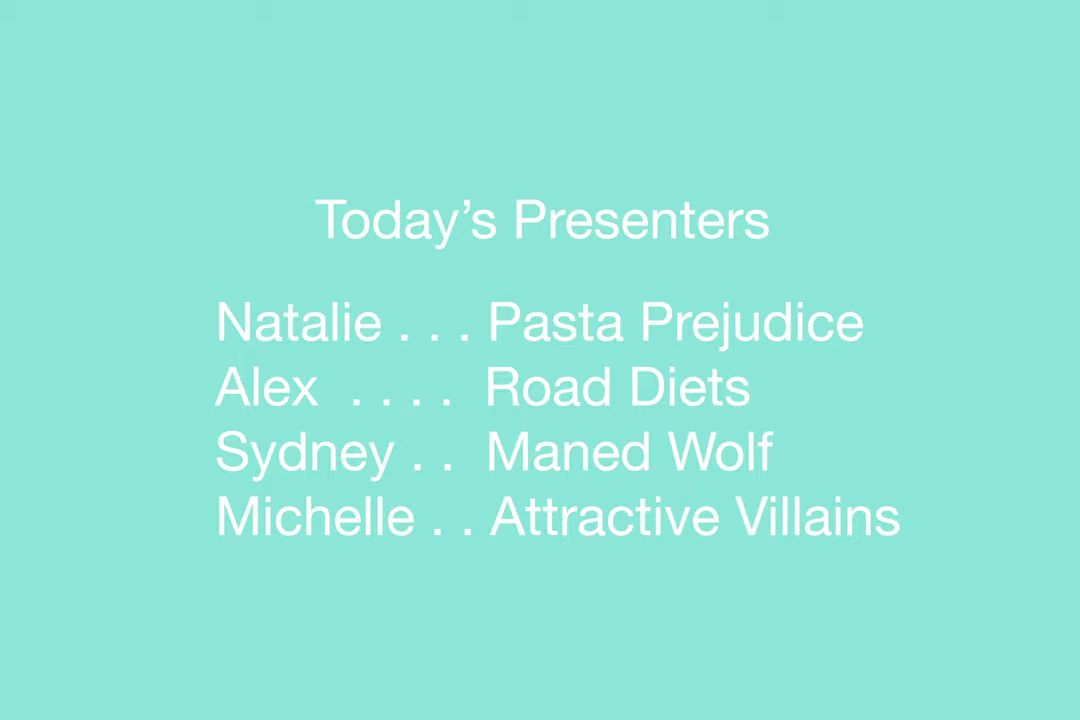 Today’s Presenters
Natalie . . . Pasta Prejudice
Alex . . . . Road Diets
Sydney . . Maned Wolf
Michelle . . Attractive Villains